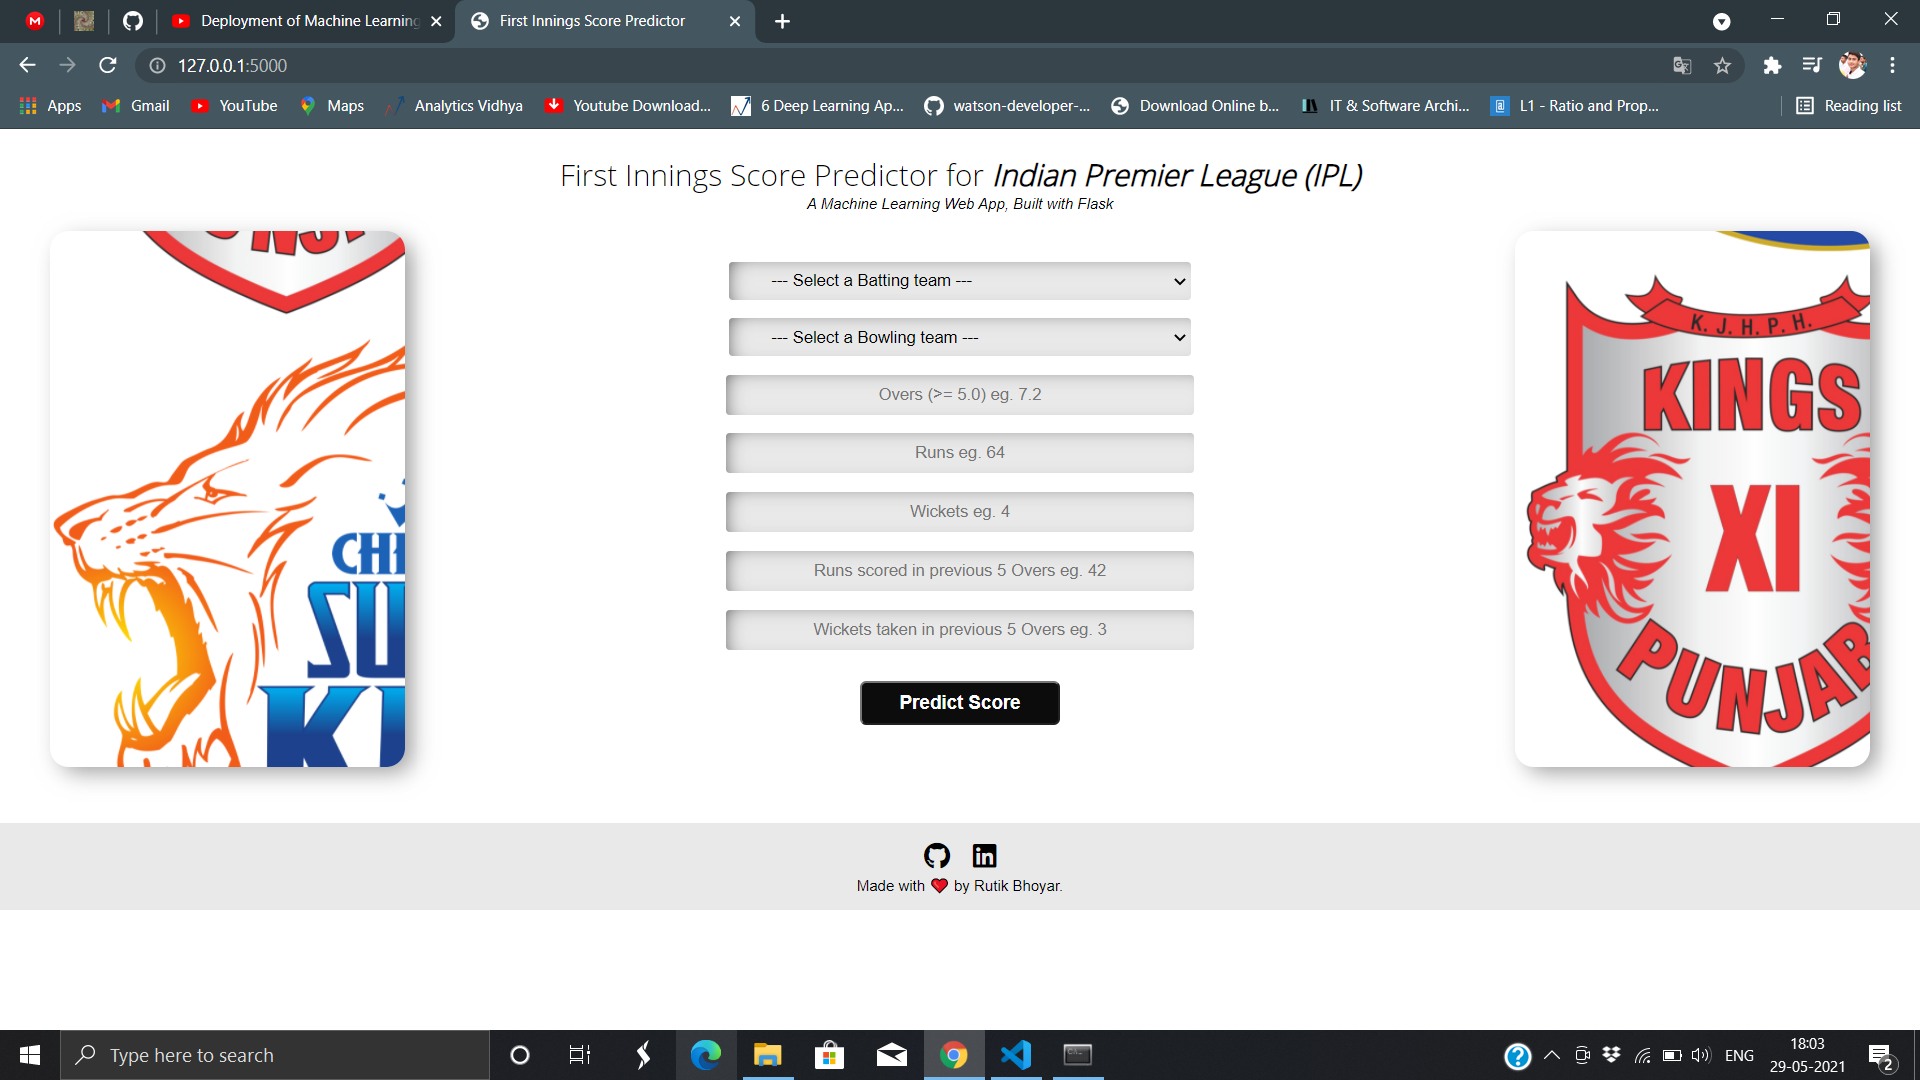 Deployment of Machine Learning
First Innings Score Predictor
127.0.0.1:5000
Apps
Gmail
YouTube
Maps
Analytics Vidhya
Youtube Download...
6 Deep Learning Ap...
watson-developer-...
Download Online b...
IT & Software Archi...
L1 - Ratio and Prop...
Reading list
First Innings Score Predictor for Indian Premier League (IPL)
A Machine Learning Web App, Built with Flask
--- Select a Batting team ---
--- Select a Bowling team ---
Overs (>= 5.0) eg. 7.2
Runs eg. 64
Wickets eg. 4
Runs scored in previous 5 Overs eg. 42
Wickets taken in previous 5 Overs eg. 3
Predict Score
K. J. H. P. H.
KINGS
XI
PUNJAB
Made with ❤ by Rutik Bhoyar.
Type here to search
ENG
18:03
29-05-2021
2